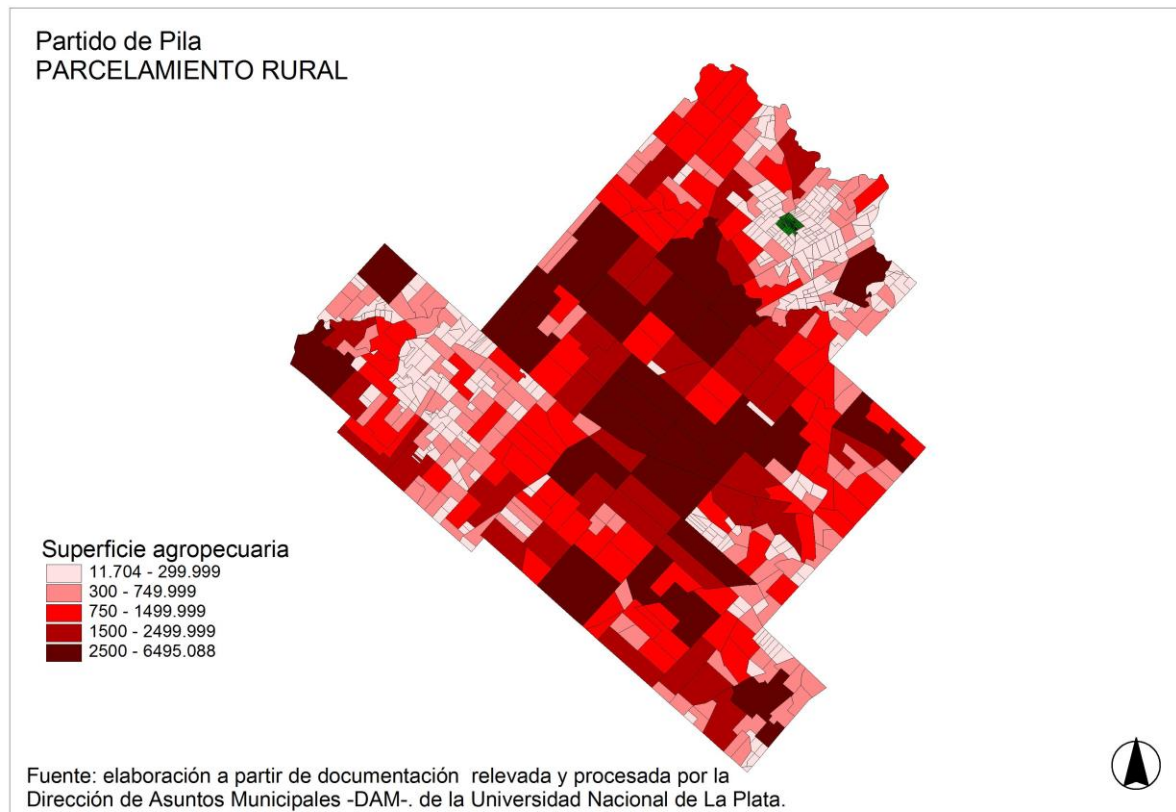 Partido de Pila
PARCELAMIENTO RURAL
Superficie agropecuaria
11.704 - 299.999
300 - 749.999
750 - 1499.999
1500 - 2499.999
2500 - 6495.088
Fuente: elaboración a partir de documentación relevada y procesada por la
Dirección de Asuntos Municipales -DAM-. de la Universidad Nacional de La Plata.